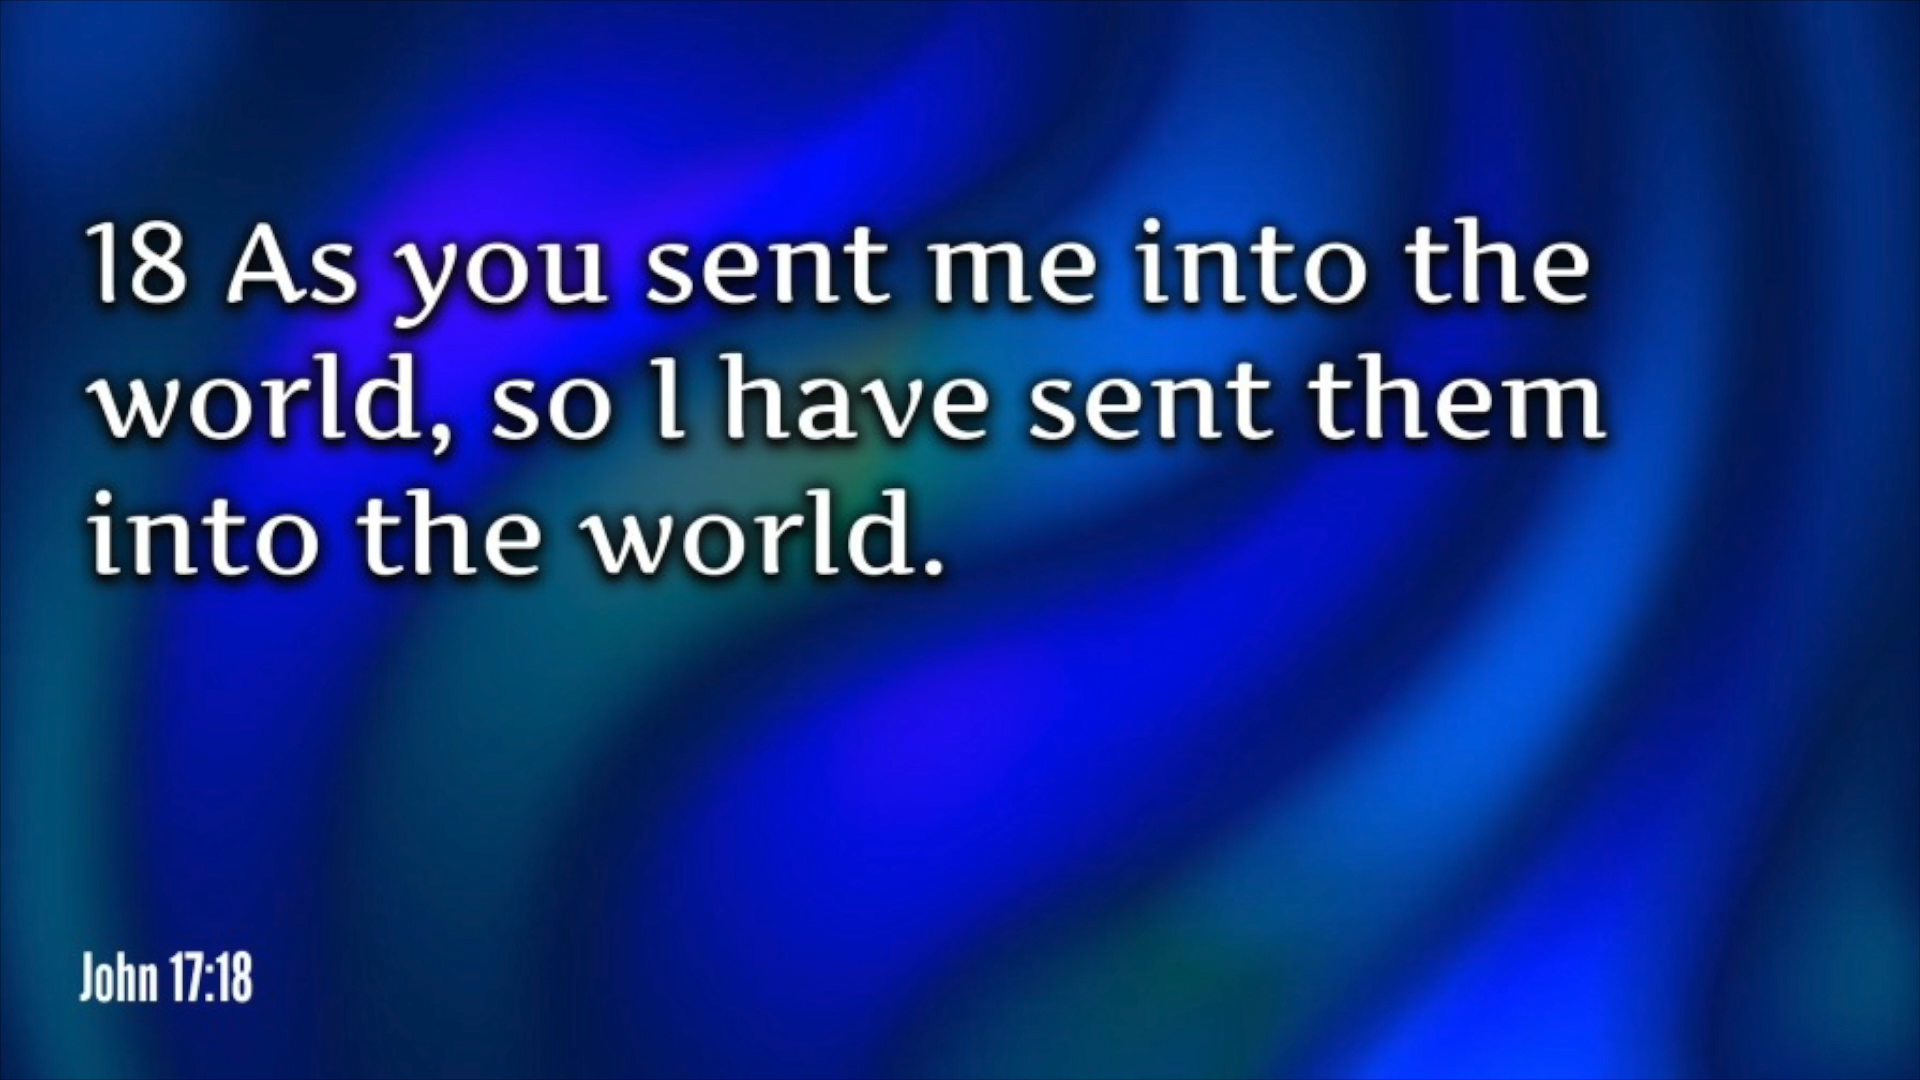 18 As you sent me into the
world, so I have sent them
into the world.
John 17:18